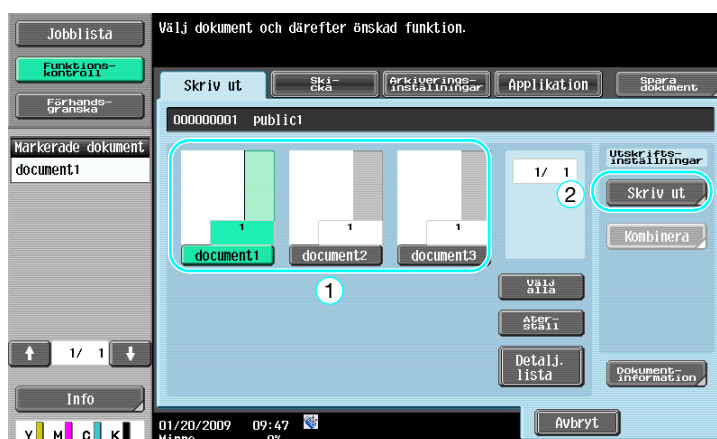 Välj dokument och därefter önskad funktion.
Jobblista
Funktions-
kontroll
Förhands-
granska
Markerade dokument
document1
1/ 1
Info
Y M C K
Skriv ut
Ski-
cka
Arkiverings-
inställningar
Applikation
Spara
dokument
000000001 public1
1
document1
1
document2
1
document3
1
1/ 1
2
Välj
alla
Åter-
ställ
Detalj.
lista
Utskrifts-
inställningar
Skriv ut
Kombinera
Dokument-
information
01/20/2009 09:47
Minne 0%
Avbryt